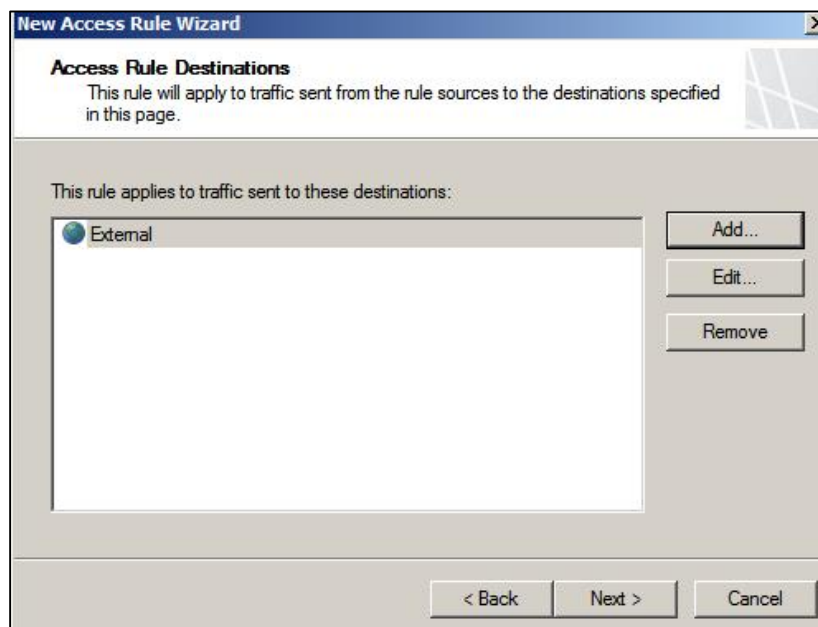 New Access Rule Wizard
Access Rule Destinations
This rule will apply to traffic sent from the rule sources to the destinations specified
in this page.
This rule applies to traffic sent to these destinations:
External
Add...
Edit...
Remove
< Back
Next >
Cancel